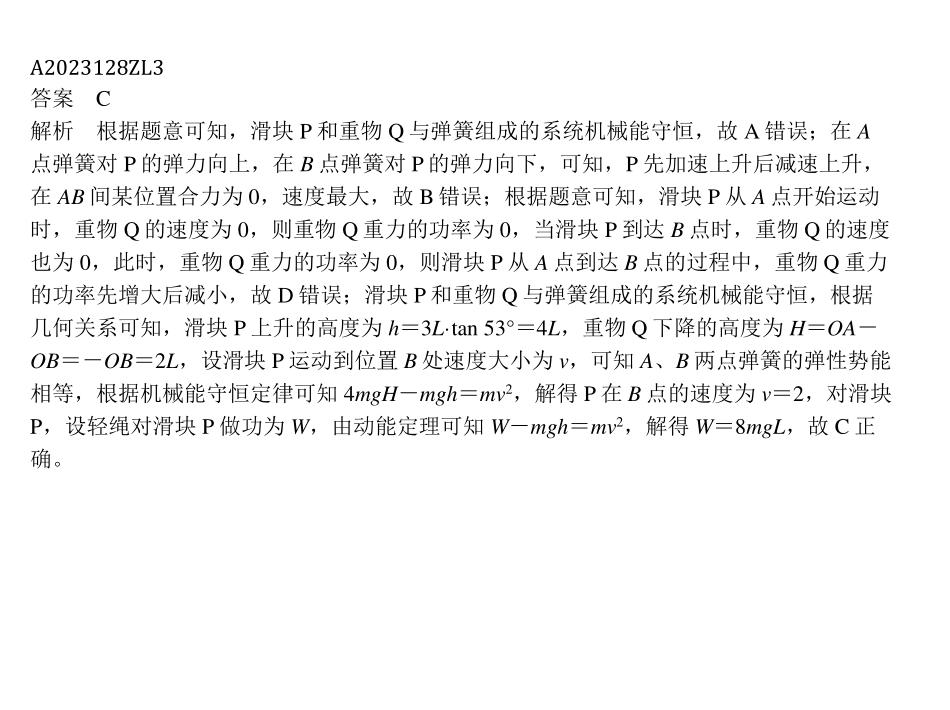 A2023128ZL3
答案　C
解析　根据题意可知，滑块 P 和重物 Q 与弹簧组成的系统机械能守恒，故 A 错误；在 A
点弹簧对 P 的弹力向上，在 B 点弹簧对 P 的弹力向下，可知，P 先加速上升后减速上升，
在 AB 间某位置合力为 0，速度最大，故 B 错误；根据题意可知，滑块 P 从 A 点开始运动
时，重物 Q 的速度为 0，则重物 Q 重力的功率为 0，当滑块 P 到达 B 点时，重物 Q 的速度
也为 0，此时，重物 Q 重力的功率为 0，则滑块 P 从 A 点到达 B 点的过程中，重物 Q 重力
的功率先增大后减小，故 D 错误；滑块 P 和重物 Q 与弹簧组成的系统机械能守恒，根据
几何关系可知，滑块 P 上升的高度为 h＝3L·tan 53°＝4L，重物 Q 下降的高度为 H＝OA－
OB＝－OB＝2L，设滑块 P 运动到位置 B 处速度大小为 v，可知 A、B 两点弹簧的弹性势能
相等，根据机械能守恒定律可知 4mgH－mgh＝mv²，解得 P 在 B 点的速度为 v＝2，对滑块
P，设轻绳对滑块 P 做功为 W，由动能定理可知 W－mgh＝mv²，解得 W＝8mgL，故 C 正
确。